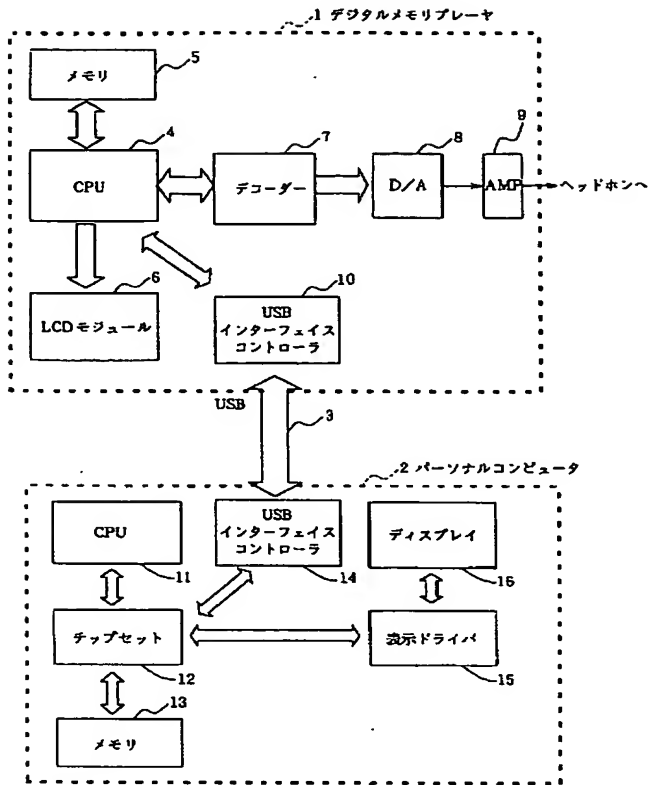 1 デジタルメモリプレーヤ
5
メモリ
4
CPU
7
デコーダー
8
D/A
9
AMP
ヘッドホンへ
6
LCDモジュール
10
USB
インターフェイス
コントローラ
USB
3
2 パーソナルコンピュータ
CPU
11
USB
インターフェイス
コントローラ
14
ディスプレイ
16
チップセット
12
表示ドライバ
15
13
メモリ